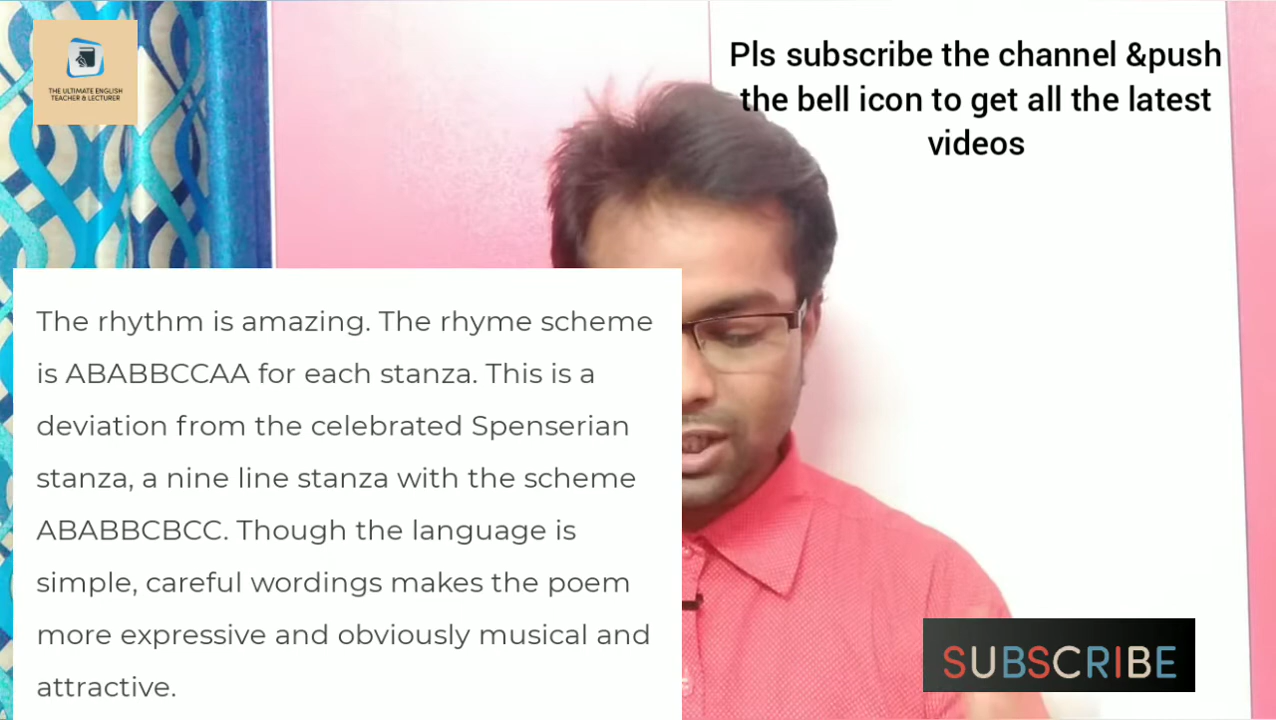 THE ULTIMATE ENGLISH
TEACHER & LECTURER
Pls subscribe the channel &push
the bell icon to get all the latest
videos
The rhythm is amazing. The rhyme scheme
is ABABBCCAA for each stanza. This is a
deviation from the celebrated Spenserian
stanza, a nine line stanza with the scheme
ABABBCBCC. Though the language is
simple, careful wordings makes the poem
more expressive and obviously musical and
attractive.
SUBSCRIBE